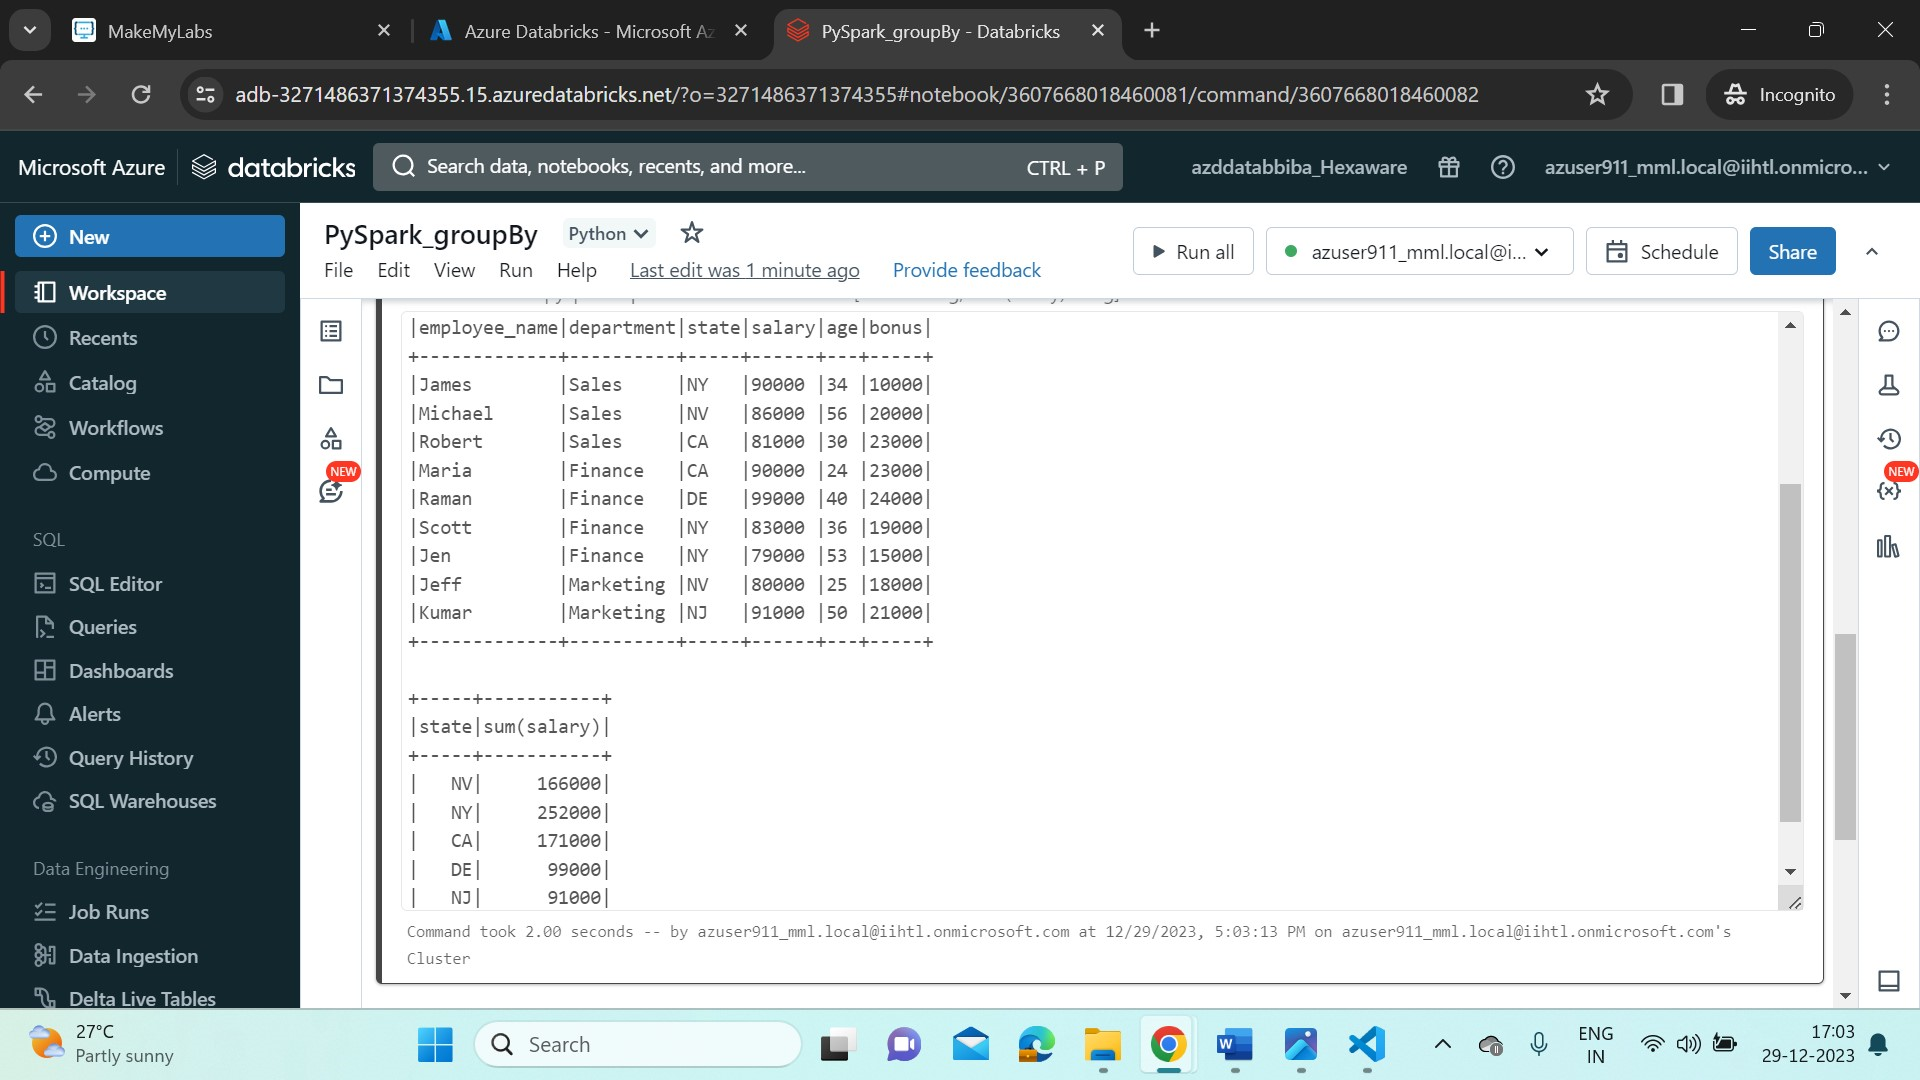 MakeMyLabs
Azure Databricks - Microsoft Az
PySpark_groupBy - Databricks
adb-3271486371374355.15.azuredatabricks.net/?o=3271486371374355#notebook/3607668018460081/command/3607668018460082
Incognito
Microsoft Azure
databricks
Search data, notebooks, recents, and more...
CTRL + P
azddatabbiba_Hexaware
azuser911_mml.local@iihtl.onmicro...
New
Workspace
Recents
Catalog
Workflows
Compute
SQL
SQL Editor
Queries
Dashboards
Alerts
Query History
SQL Warehouses
Data Engineering
Job Runs
Data Ingestion
Delta Live Tables
PySpark_groupBy
Python
File Edit View Run Help Last edit was 1 minute ago Provide feedback
Run all
azuser911_mml.local@i...
Schedule
Share
NEW
NEW
|employee_name|department|state|salary|age|bonus|
+-------------+----------+-----+------+---+-----+
|James        |Sales     |NY   |90000 |34 |10000|
|Michael      |Sales     |NV   |86000 |56 |20000|
|Robert       |Sales     |CA   |81000 |30 |23000|
|Maria        |Finance   |CA   |90000 |24 |23000|
|Raman        |Finance   |DE   |99000 |40 |24000|
|Scott        |Finance   |NY   |83000 |36 |19000|
|Jen          |Finance   |NY   |79000 |53 |15000|
|Jeff         |Marketing |NV   |80000 |25 |18000|
|Kumar        |Marketing |NJ   |91000 |50 |21000|
+-------------+----------+-----+------+---+-----+
+-----+-----------+
|state|sum(salary)|
+-----+-----------+
|   NV|     166000|
|   NY|     252000|
|   CA|     171000|
|   DE|      99000|
|   NJ|      91000|
Command took 2.00 seconds -- by azuser911_mml.local@iihtl.onmicrosoft.com at 12/29/2023, 5:03:13 PM on azuser911_mml.local@iihtl.onmicrosoft.com's
Cluster
27°C
Partly sunny
Search
ENG
IN
17:03
29-12-2023